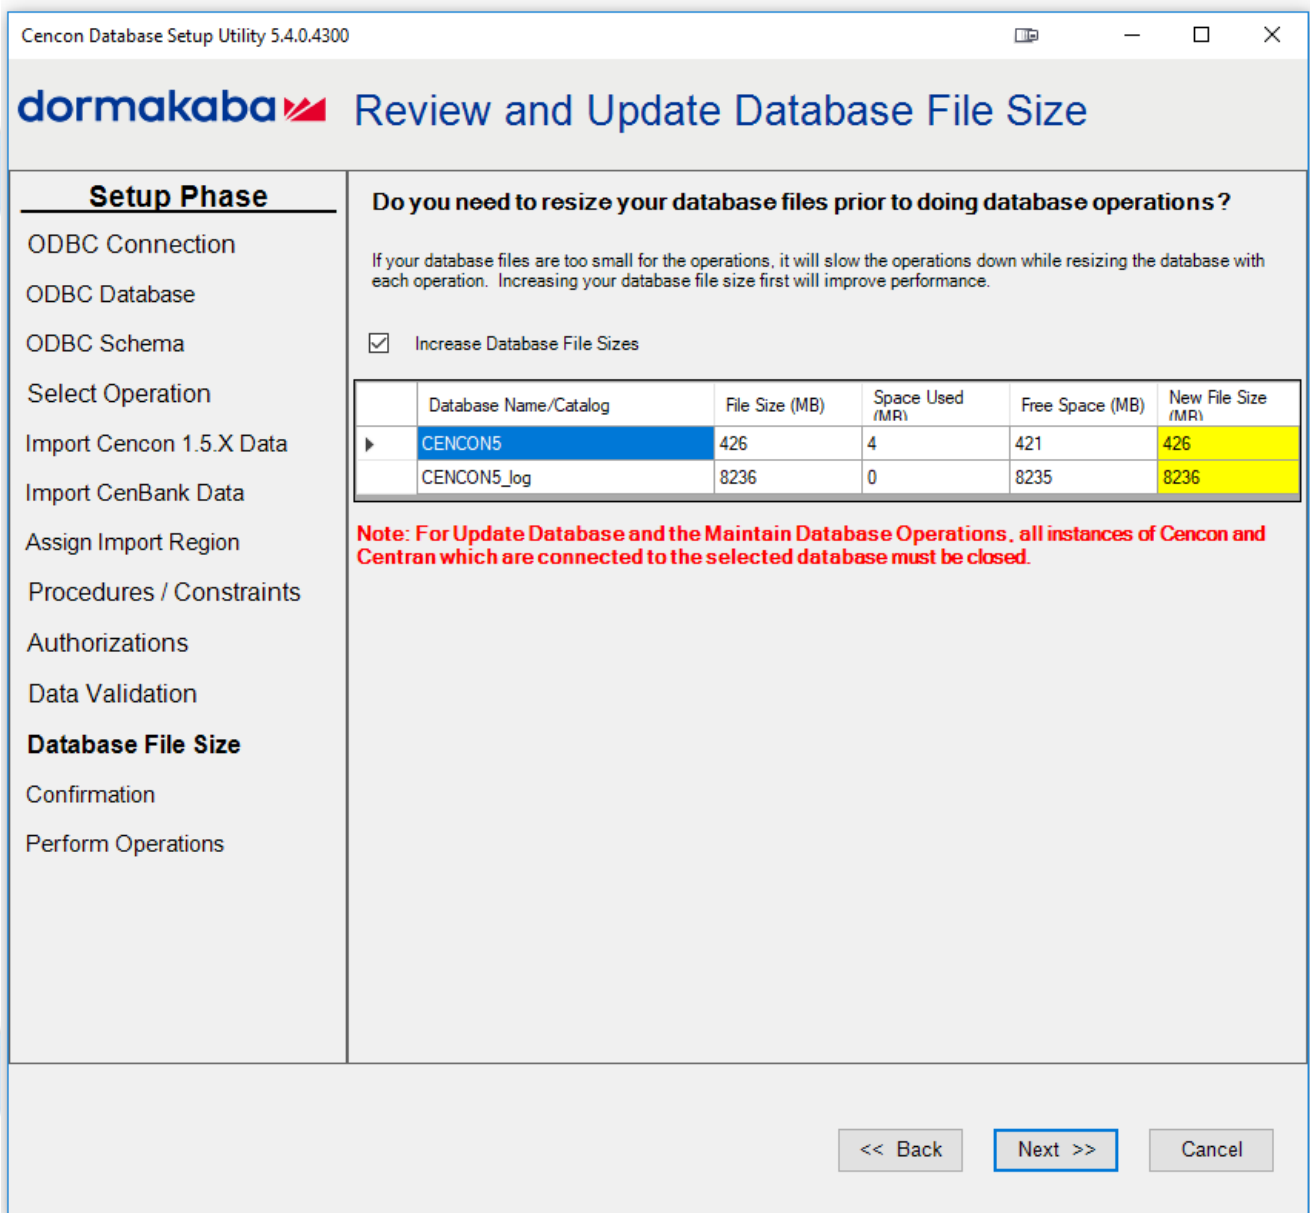 Cencon Database Setup Utility 5.4.0.4300
dormakaba Review and Update Database File Size
Setup Phase
ODBC Connection
ODBC Database
ODBC Schema
Select Operation
Import Cencon 1.5.X Data
Import CenBank Data
Assign Import Region
Procedures / Constraints
Authorizations
Data Validation
Database File Size
Confirmation
Perform Operations
Do you need to resize your database files prior to doing database operations?
If your database files are too small for the operations, it will slow the operations down while resizing the database with
each operation. Increasing your database file size first will improve performance.
Increase Database File Sizes
Database Name/Catalog File Size (MB) Space Used (MB) Free Space (MB) New File Size (MB)
CENCON5 426 4 421 426
CENCON5_log 8236 0 8235 8236
Note: For Update Database and the Maintain Database Operations, all instances of Cencon and
Centran which are connected to the selected database must be closed.
<< Back Next >> Cancel